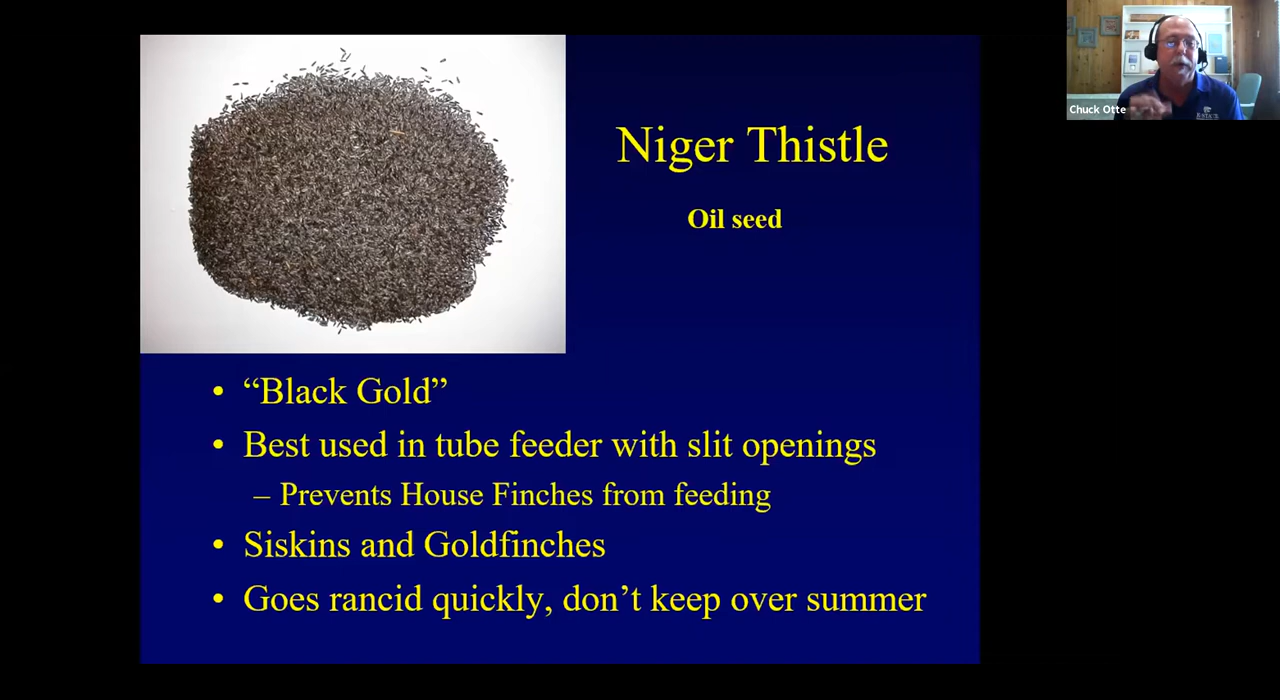 Chuck Otte
Niger Thistle
Oil seed
• “Black Gold”
• Best used in tube feeder with slit openings
– Prevents House Finches from feeding
• Siskins and Goldfinches
• Goes rancid quickly, don’t keep over summer